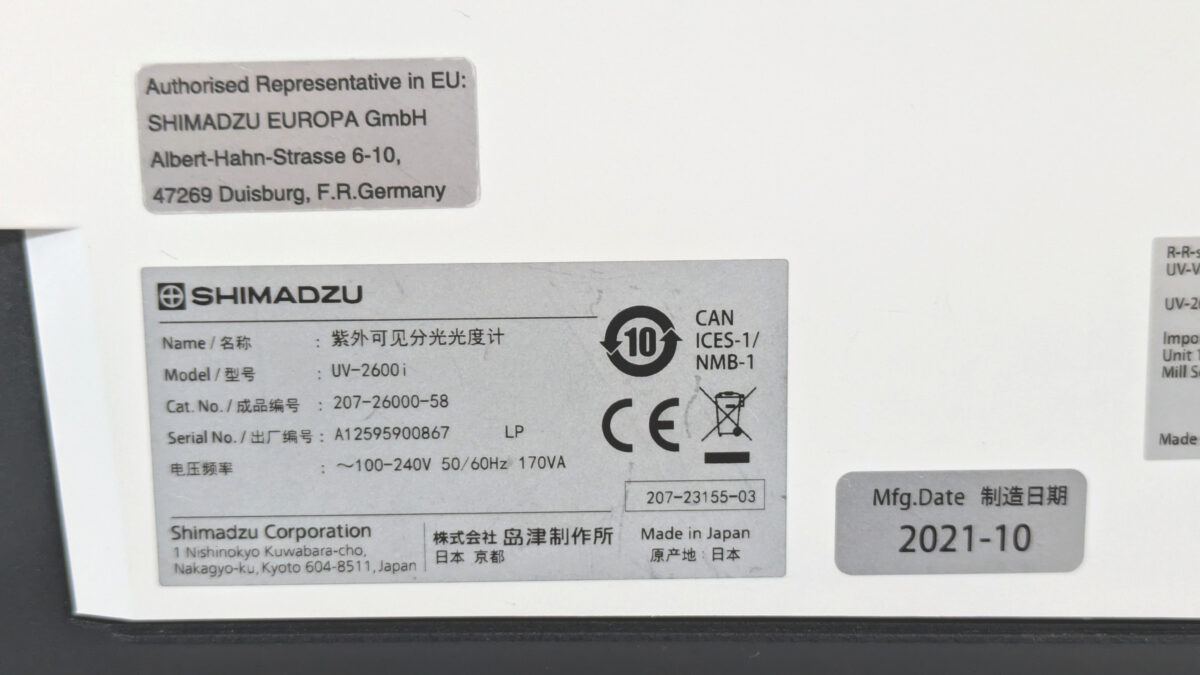 Authorised Representative in EU:
SHIMADZU EUROPA GmbH
Albert-Hahn-Strasse 6-10,
47269 Duisburg, F.R.Germany
SHIMADZU
Name / 名称 : 紫外可见分光光度计
Model / 型号 : UV-2600i
Cat. No. / 成品编号 : 207-26000-58
Serial No. / 出厂编号 : A12595900867 LP
电压频率 : ～100-240V 50/60Hz 170VA
10
CAN
ICES-1/
NMB-1
CE
207-23155-03
Shimadzu Corporation
1 Nishinokyo Kuwabara-cho,
Nakagyo-ku, Kyoto 604-8511, Japan
株式会社 岛津制作所
日本 京都
Made in Japan
原产地 : 日本
Mfg.Date 制造日期
2021-10
R-R-
UV-V
UV-2
Impo
Unit 1
Mill S
Made